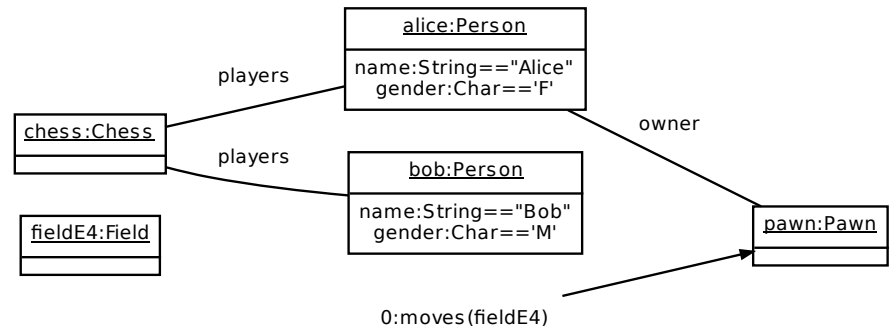 alice:Person
name:String=="Alice"
gender:Char=='F'
players
chess:Chess
owner
players
bob:Person
name:String=="Bob"
gender:Char=='M'
fieldE4:Field
pawn:Pawn
0:moves(fieldE4)